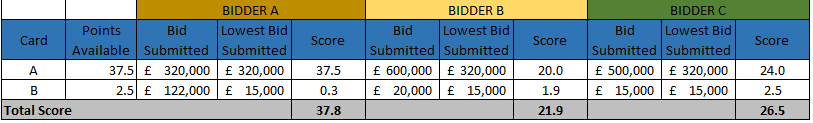 BIDDER A BIDDER B BIDDER C
Card Points Available Bid Submitted Lowest Bid Submitted Score Bid Submitted Lowest Bid Submitted Score Bid Submitted Lowest Bid Submitted Score
A 37.5 £ 320,000 £ 320,000 37.5 £ 600,000 £ 320,000 20.0 £ 500,000 £ 320,000 24.0
B 2.5 £ 122,000 £ 15,000 0.3 £ 20,000 £ 15,000 1.9 £ 15,000 £ 15,000 2.5
Total Score 37.8 21.9 26.5